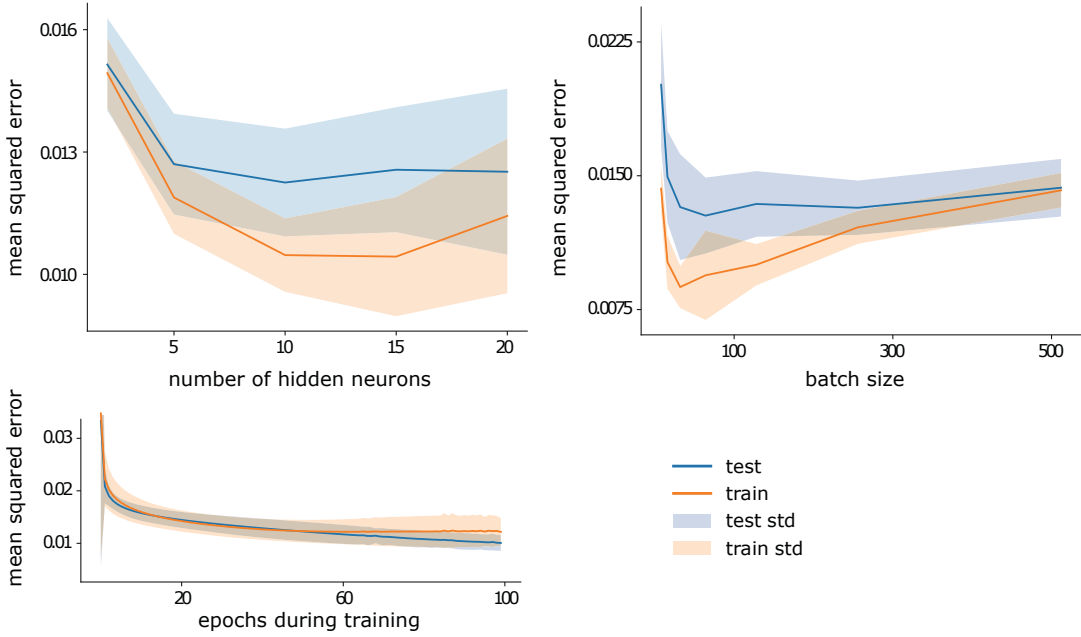 mean squared error
0.016
0.013
0.010
5
10
15
20
number of hidden neurons
mean squared error
0.0225
0.0150
0.0075
100
300
500
batch size
mean squared error
0.03
0.02
0.01
20
60
100
epochs during training
test
train
test std
train std